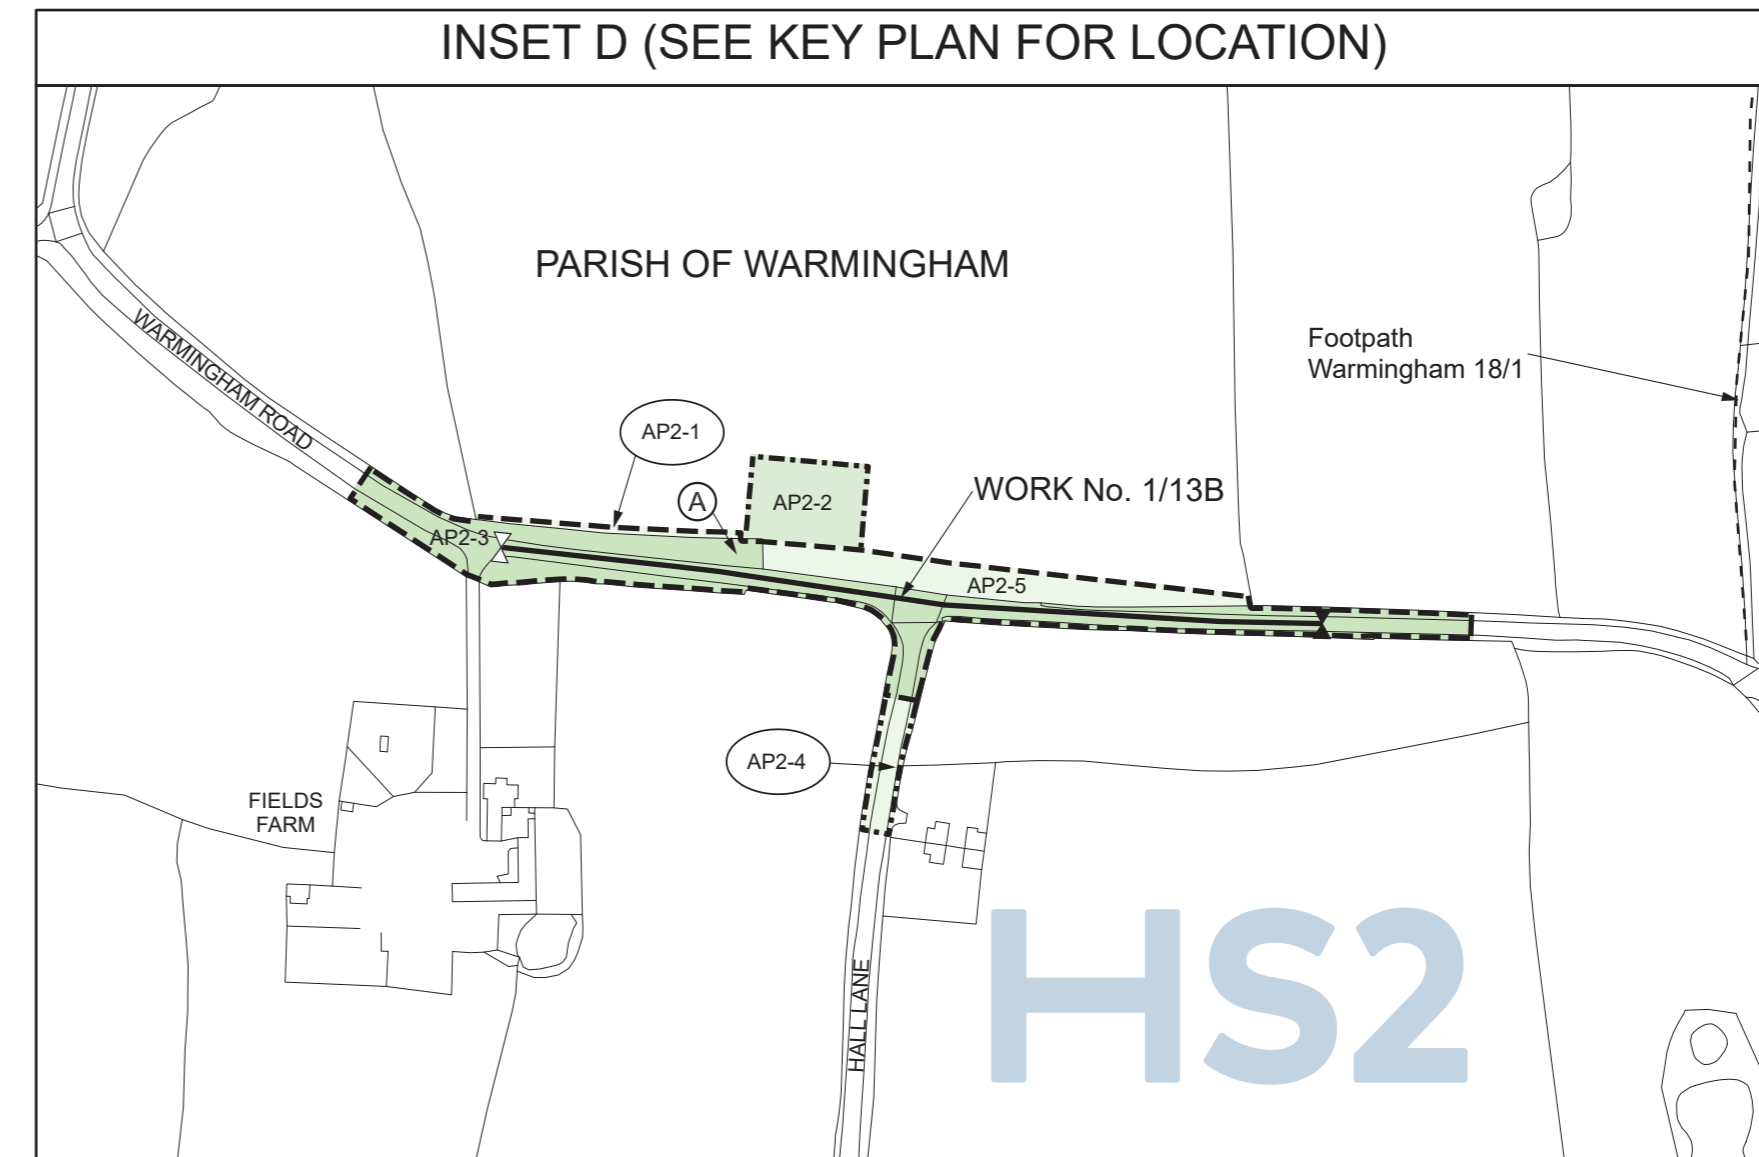 INSET D (SEE KEY PLAN FOR LOCATION)
PARISH OF WARMINGHAM
WARMINGHAM ROAD
Footpath
Warmingham 18/1
AP2-1
A
AP2-2
WORK No. 1/13B
AP2-3
AP2-5
AP2-4
FIELDS
FARM
HALL LANE
HS2